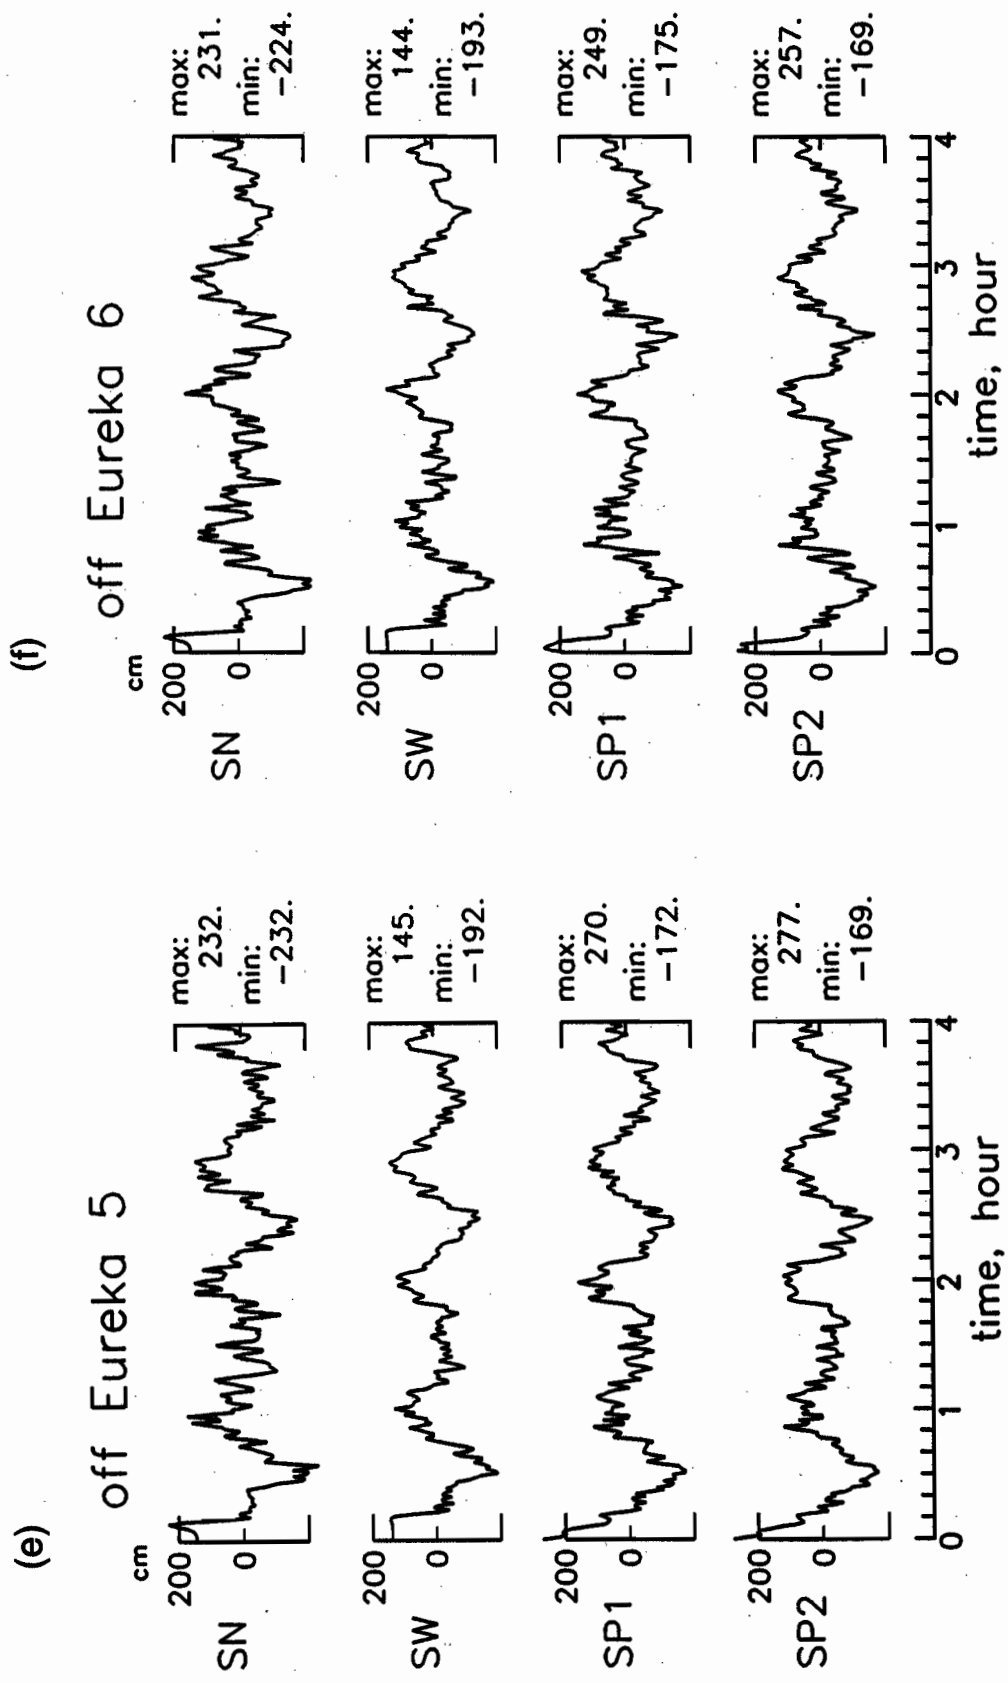 (e)
off Eureka 5
cm
200
0
SN
max:
232.
min:
-232.
200
0
SW
max:
145.
min:
-192.
200
0
SP1
max:
270.
min:
-172.
200
0
SP2
max:
277.
min:
-169.
0 1 2 3 4
time, hour
(f)
off Eureka 6
cm
200
0
SN
max:
231.
min:
-224.
200
0
SW
max:
144.
min:
-193.
200
0
SP1
max:
249.
min:
-175.
200
0
SP2
max:
257.
min:
-169.
0 1 2 3 4
time, hour